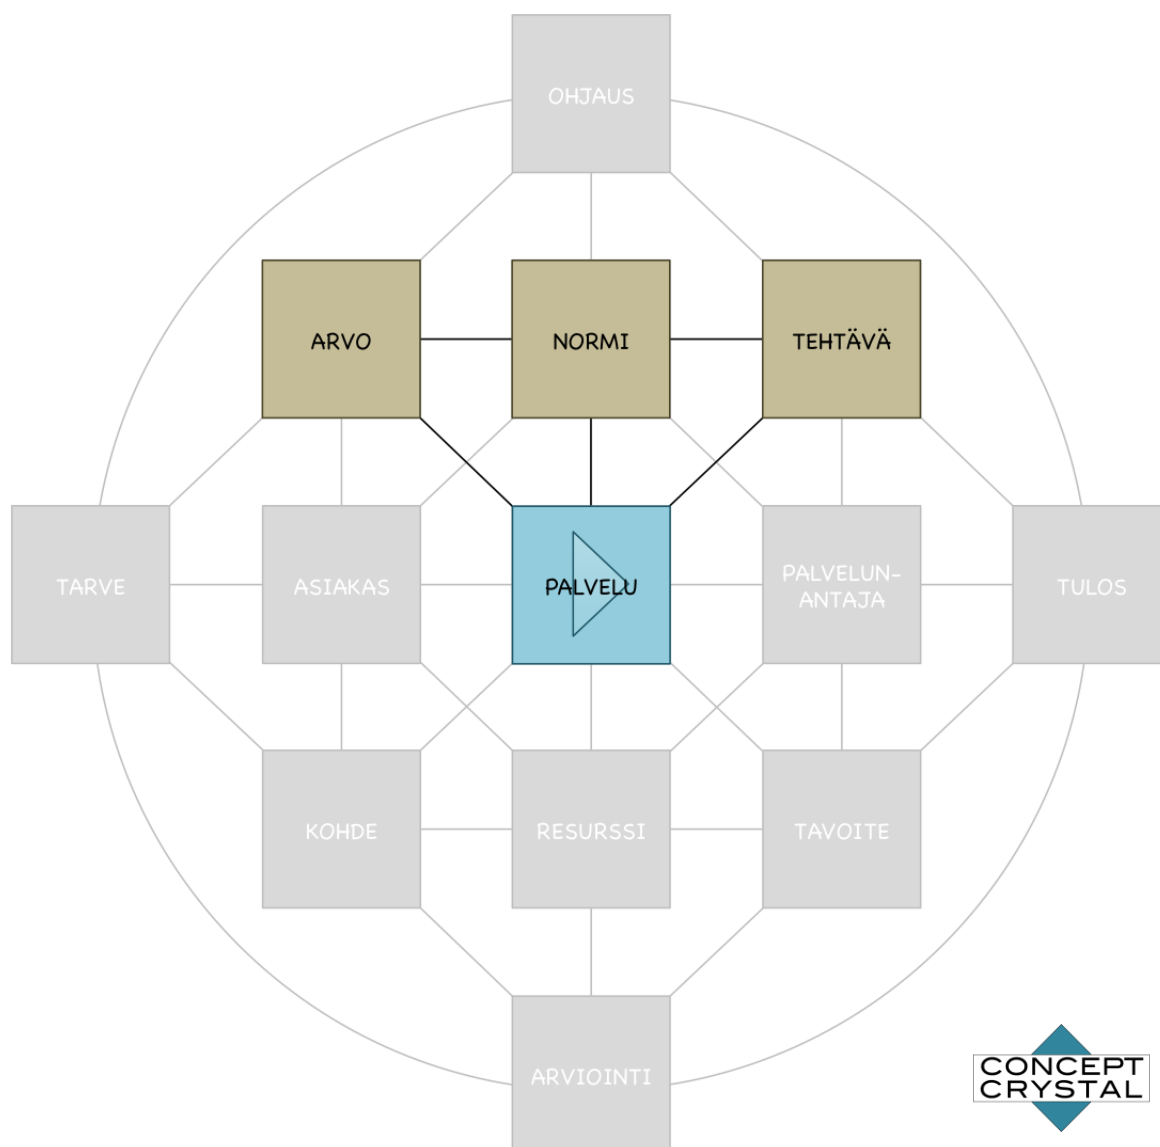 OHJAUS
ARVO
NORMI
TEHTÄVÄ
TARVE
ASIAKAS
PALVELU
PALVELUN-
ANTAJA
TULOS
KOHDE
RESURSSI
TAVOITE
ARVIOINTI
CONCEPT
CRYSTAL